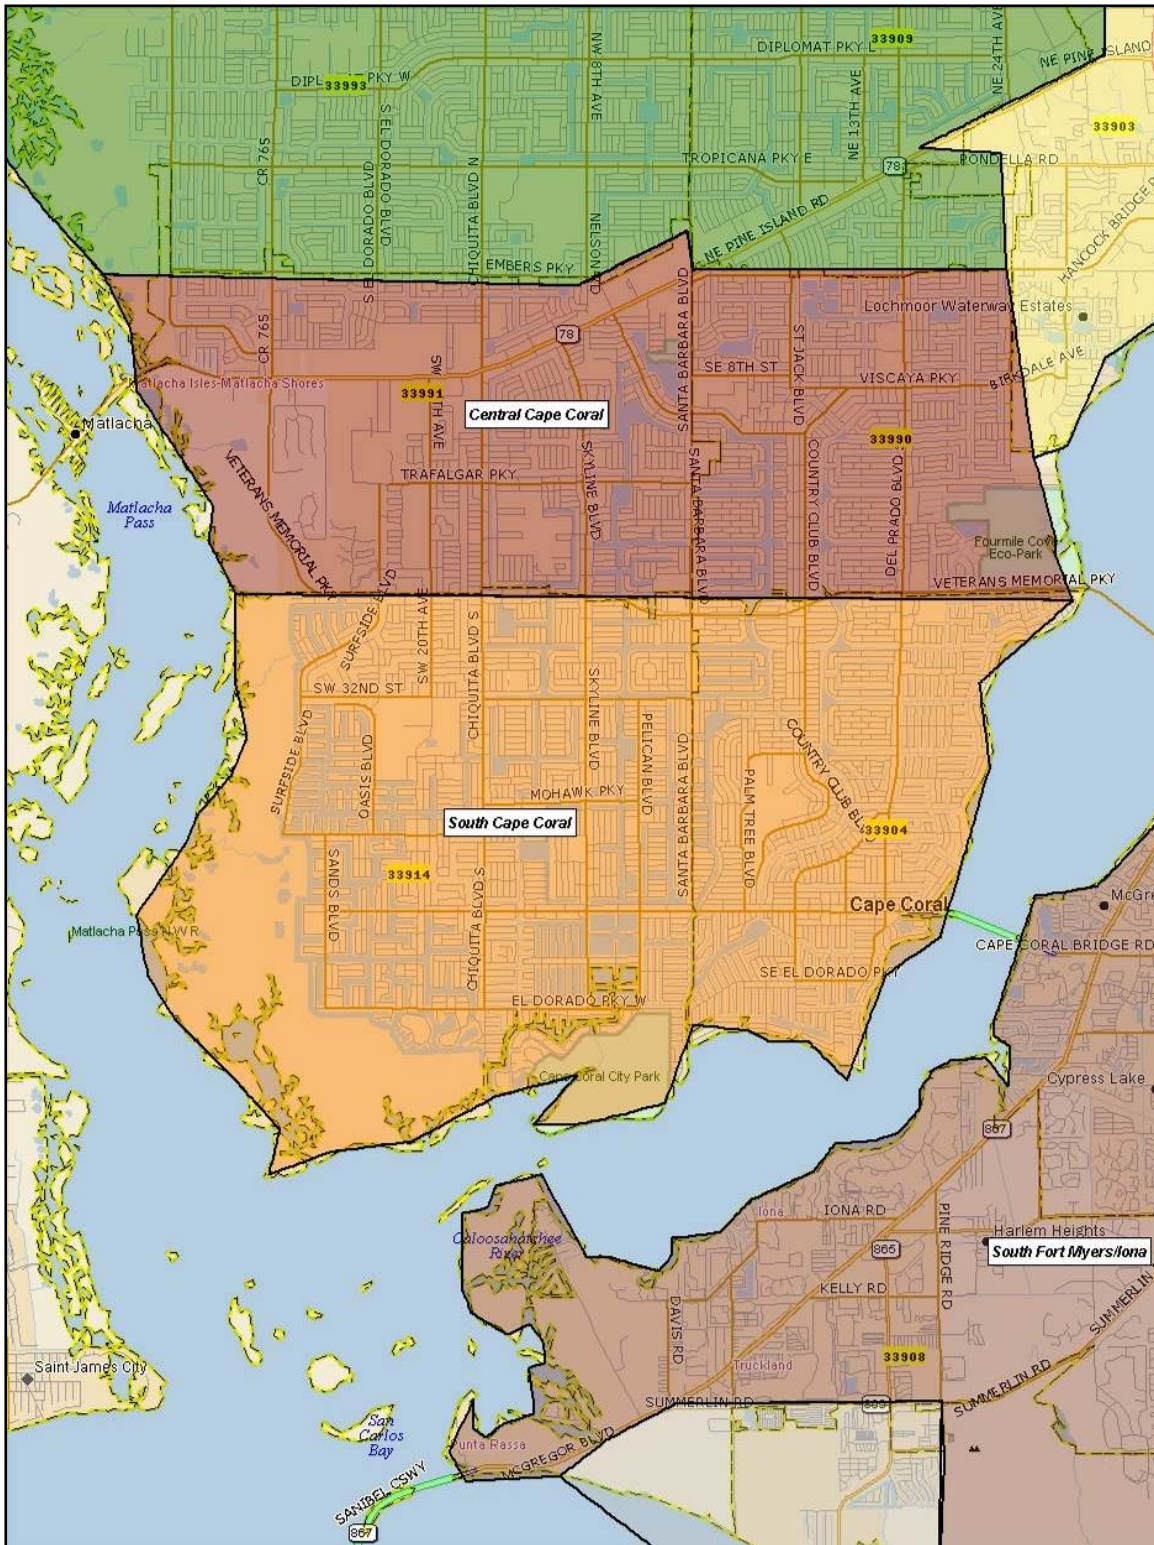 33909
DIPLOMAT PKY E
NE PINE ISLAND
DIPL PKY W
33993
NW 8TH AVE
NE 13TH AVE
NE 24TH AVE
33903
CR 765
S EL DORADO BLVD
CHIQUITA BLVD N
TROPICANA PKY E
78
PONDELLA RD
HANCOCK BRIDGE
NE PINE ISLAND RD
EMBERS PKY
Lochmoor Waterway Estates
CR 765
78
SANTA BARBARA BLVD
ST JACK BLVD
SE 8TH ST
BIRKDALE AVE
VISCAYA PKY
Matlacha Isles-Matlacha Shores
33991
SW
TH AVE
Central Cape Coral
Matlacha
33990
SKYLINE BLVD
TRAFALGAR PKY
SANTA BARBARA BLVD
COUNTRY CLUB BLVD
DEL PRADO BLVD
VETERANS MEMORIAL PKY
Matlacha
Pass
Fourmile Cove
Eco-Park
VETERANS MEMORIAL PKY
SURFSIDE BLVD
SW 20TH AVE
CHIQUITA BLVD S
SW 32ND ST
SKYLINE BLVD
SURFSIDE BLVD
OASIS BLVD
PELICAN BLVD
SANTA BARBARA BLVD
PALM TREE BLVD
COUNTRY CLUB BL
MOHAWK PKY
South Cape Coral
33904
SANDS BLVD
33914
CHIQUITA BLVD S
Cape Coral
McGre
Matlacha Pass N W R
CAPE CORAL BRIDGE RD
SE EL DORADO PKY
EL DORADO PKY W
Cape Coral City Park
Cypress Lake
867
Iona
IONA RD
PINE RIDGE RD
Harlem Heights
Caloosahatchee
River
865
South Fort Myers/Iona
KELLY RD
DAVIS RD
SUMMERLIN
Truckland
33908
Saint James City
SUMMERLIN RD
SUMMERLIN RD
San
Carlos
Bay
Punta Rassa
MCGREGOR BLVD
SANIBEL CSWY
867